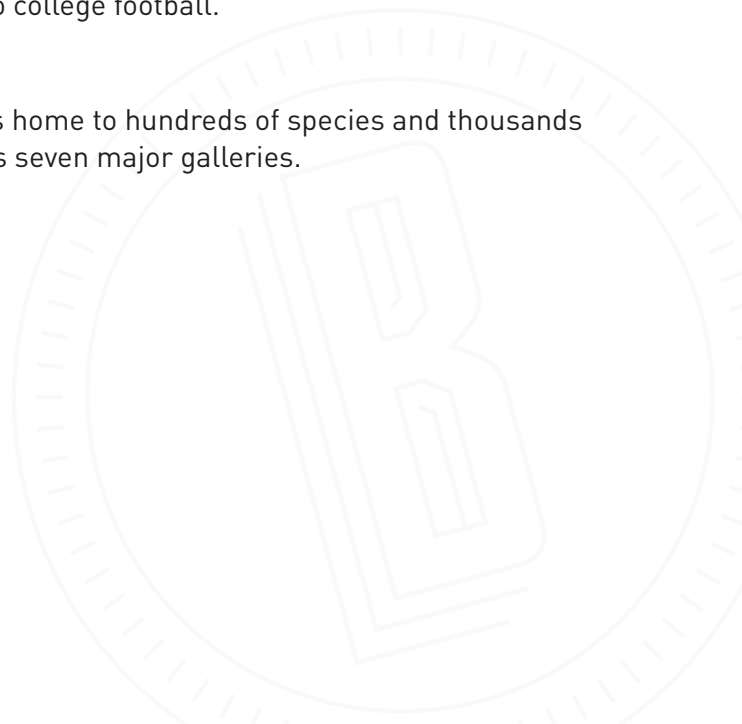 college football.
home to hundreds of species and thousands
seven major galleries.
B